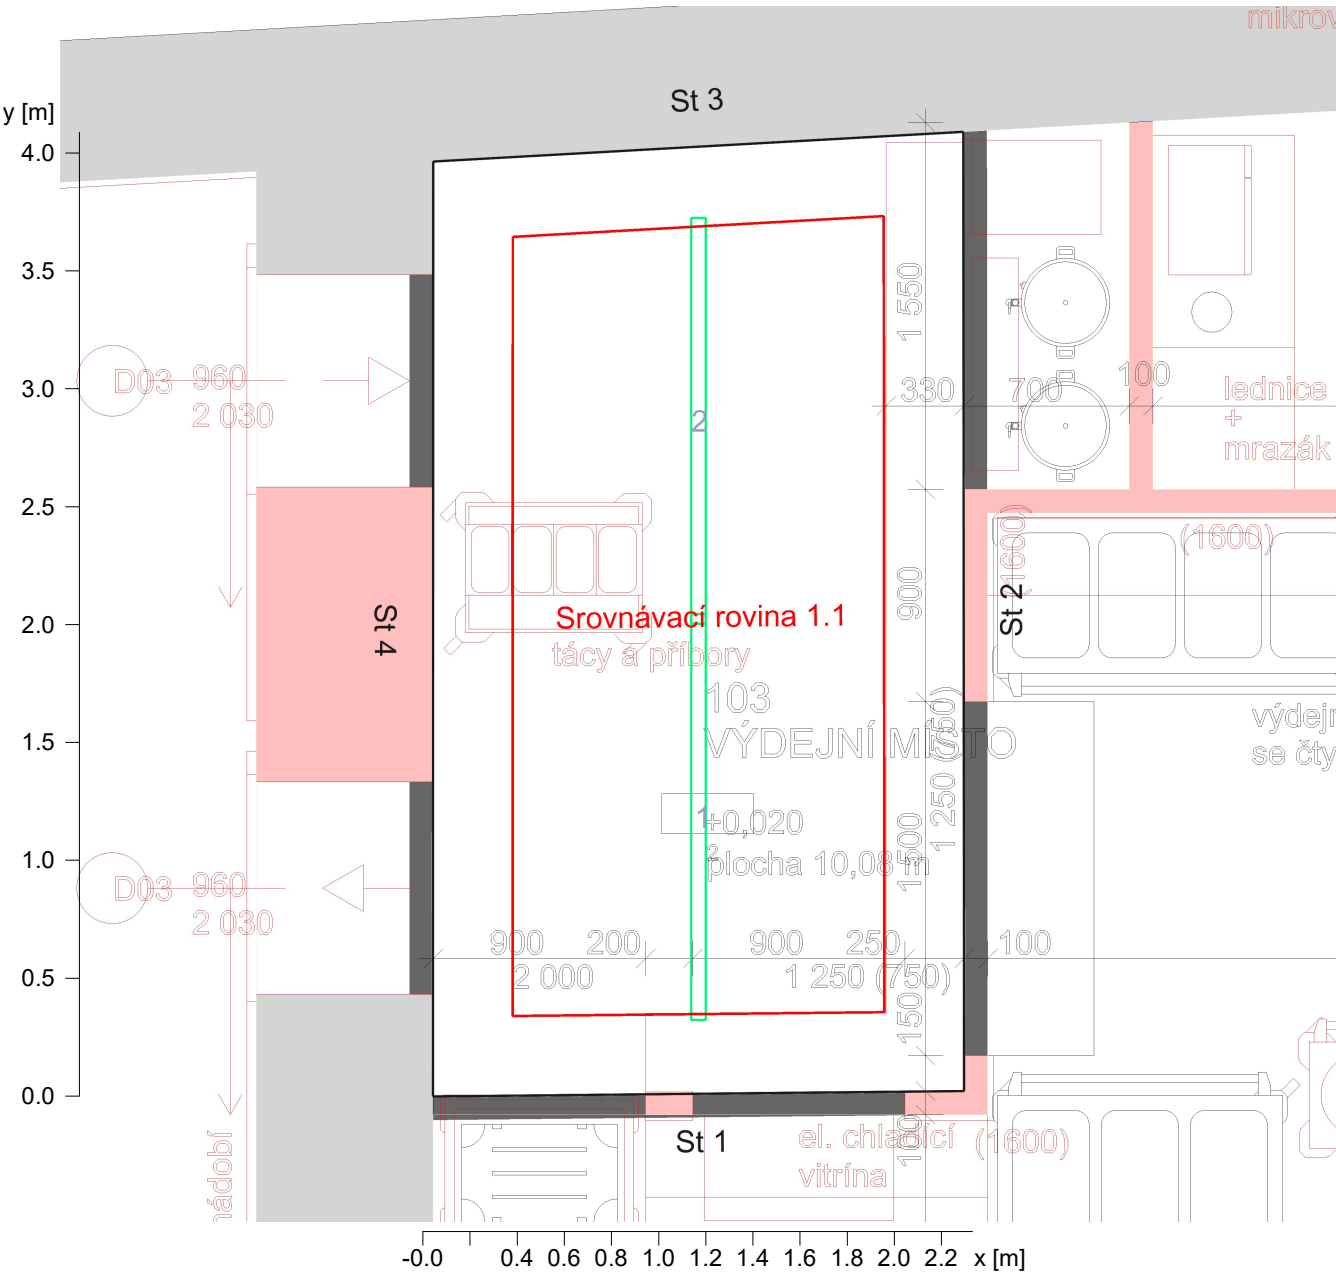 mikrov
St 3
y [m]
4.0
3.5
3.0
2.5
2.0
1.5
1.0
0.5
0.0
1 550
D03 960
2 030
330
700
100
lednice
+
mrazák
2
(1600)
(1600)
900
St 2
St 4
Srovnávací rovina 1.1
tácy a příbory
103
VÝDEJNÍ MÍSTO
1 250 (750)
výdejn
se čty
1
+0,020
2
plocha 10,08 m
1 500
D03 960
2 030
900
200
900
250
100
2 000
1 250 (750)
150
100
St 1
el. chladící
vitrína
(1600)
nádobí
-0.0 0.4 0.6 0.8 1.0 1.2 1.4 1.6 1.8 2.0 2.2 x [m]